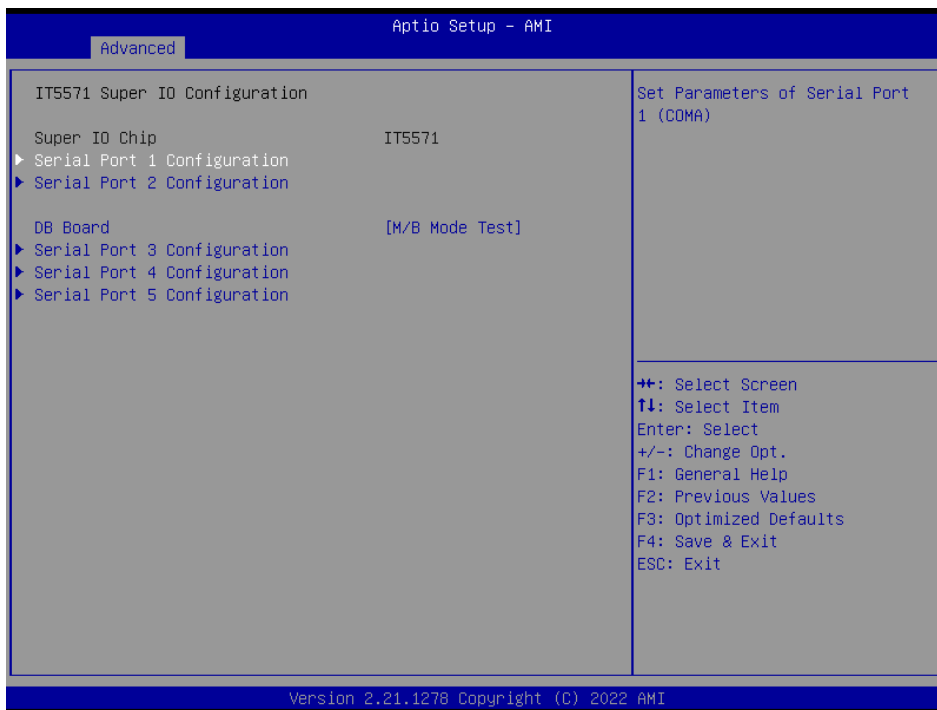 Aptio Setup – AMI
Advanced
IT5571 Super IO Configuration
Super IO Chip IT5571
▶ Serial Port 1 Configuration
▶ Serial Port 2 Configuration
DB Board [M/B Mode Test]
▶ Serial Port 3 Configuration
▶ Serial Port 4 Configuration
▶ Serial Port 5 Configuration
Set Parameters of Serial Port
1 (COMA)
→←: Select Screen
↑↓: Select Item
Enter: Select
+/-: Change Opt.
F1: General Help
F2: Previous Values
F3: Optimized Defaults
F4: Save & Exit
ESC: Exit
Version 2.21.1278 Copyright (C) 2022 AMI